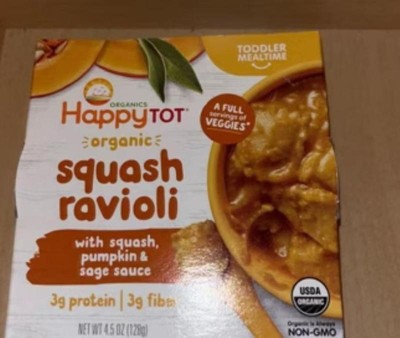 TODDLER
MEALTIME
ORGANICS
HappyTOT
A FULL
servings of
VEGGIES*
organic
squash
ravioli
with squash,
pumpkin &
sage sauce
3g protein | 3g fiber
USDA
ORGANIC
Organic is Always
NON-GMO
NET WT 4.5 OZ (128g)